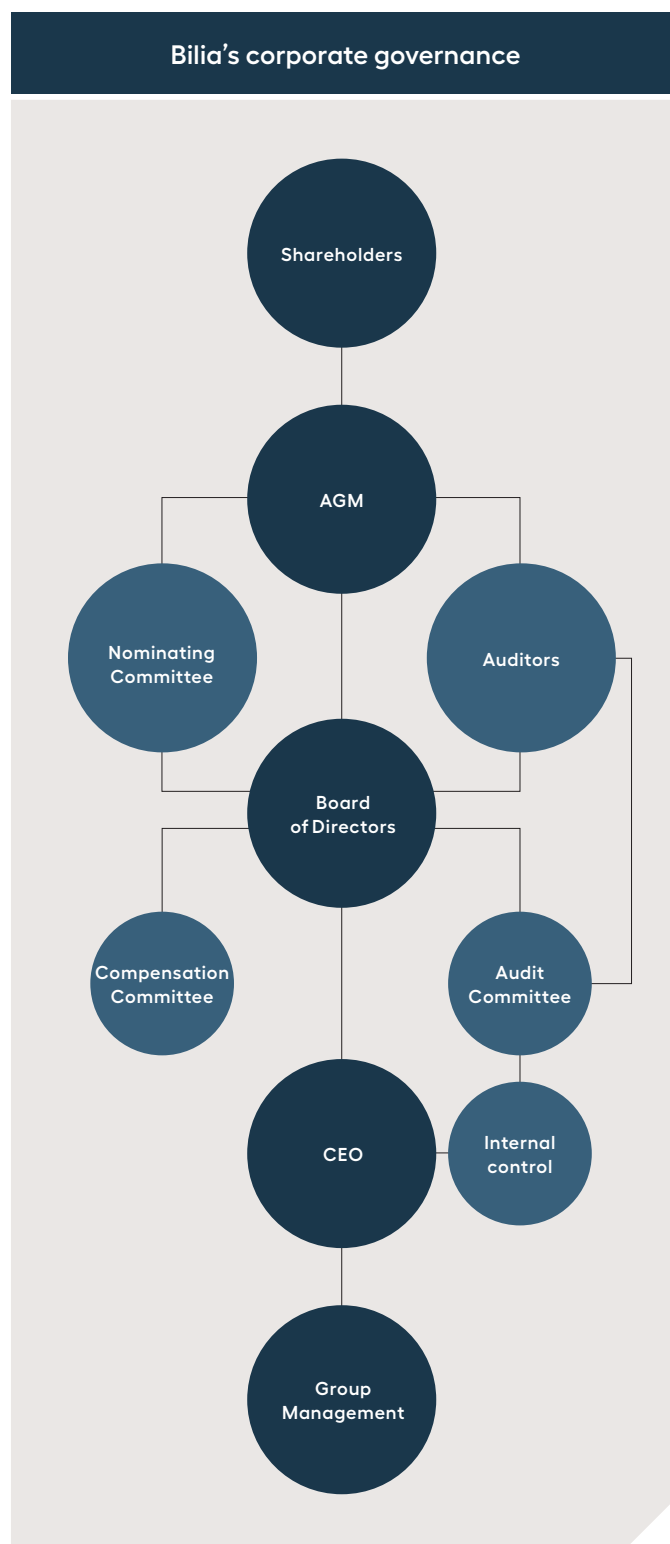 Bilia’s corporate governance
Shareholders
AGM
Nominating
Committee
Auditors
Board
of Directors
Compensation
Committee
Audit
Committee
CEO
Internal
control
Group
Management